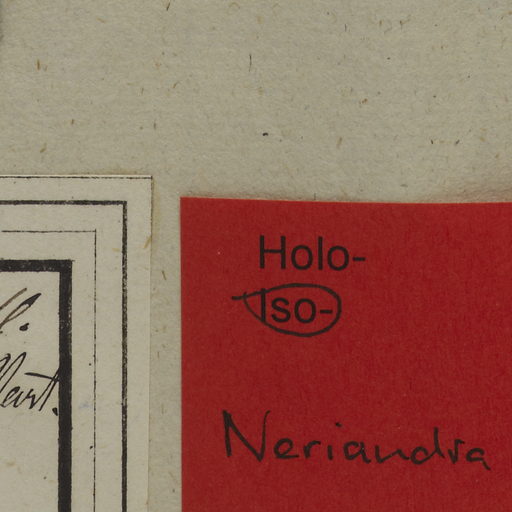 Holo-
Iso-
Neriandra